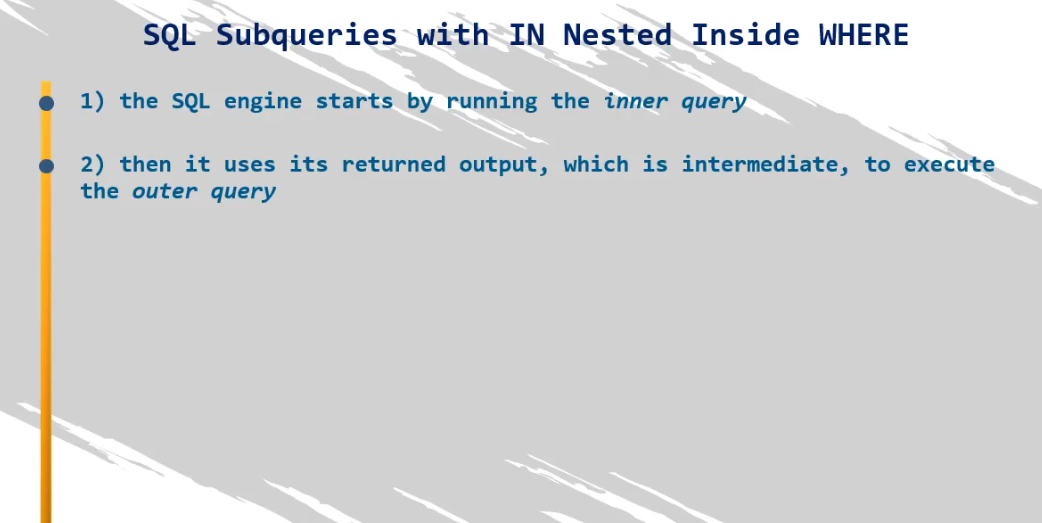 SQL Subqueries with IN Nested Inside WHERE
1) the SQL engine starts by running the inner query
2) then it uses its returned output, which is intermediate, to execute
the outer query